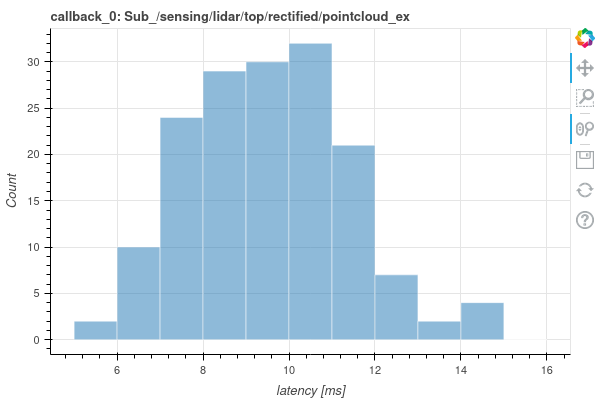 callback_0: Sub_/sensing/lidar/top/rectified/pointcloud_ex
Count
30
25
20
15
10
5
0
6 8 10 12 14 16
latency [ms]